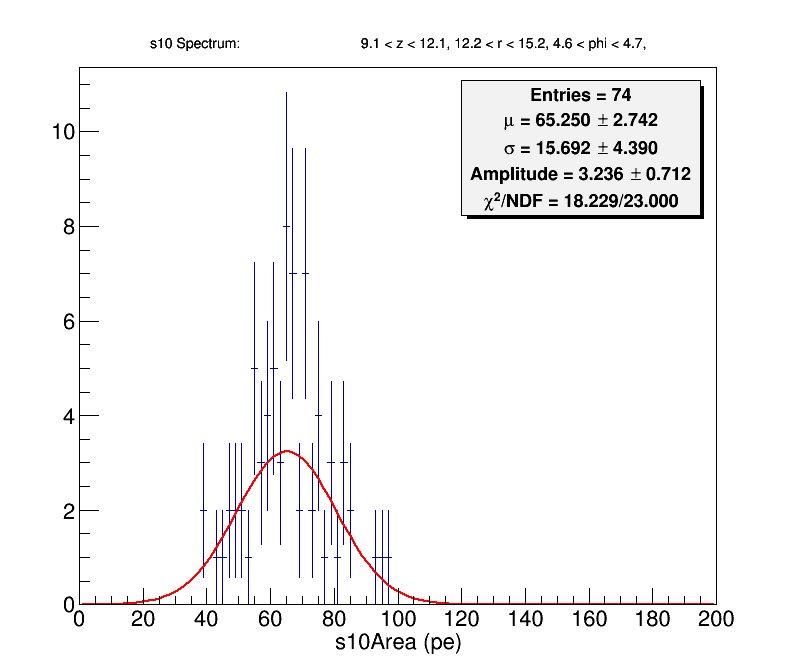 s10 Spectrum: 9.1 < z < 12.1, 12.2 < r < 15.2, 4.6 < phi < 4.7,
Entries = 74
μ = 65.250 ± 2.742
σ = 15.692 ± 4.390
Amplitude = 3.236 ± 0.712
χ²/NDF = 18.229/23.000
10
8
6
4
2
0
0 20 40 60 80 100 120 140 160 180 200
s10Area (pe)